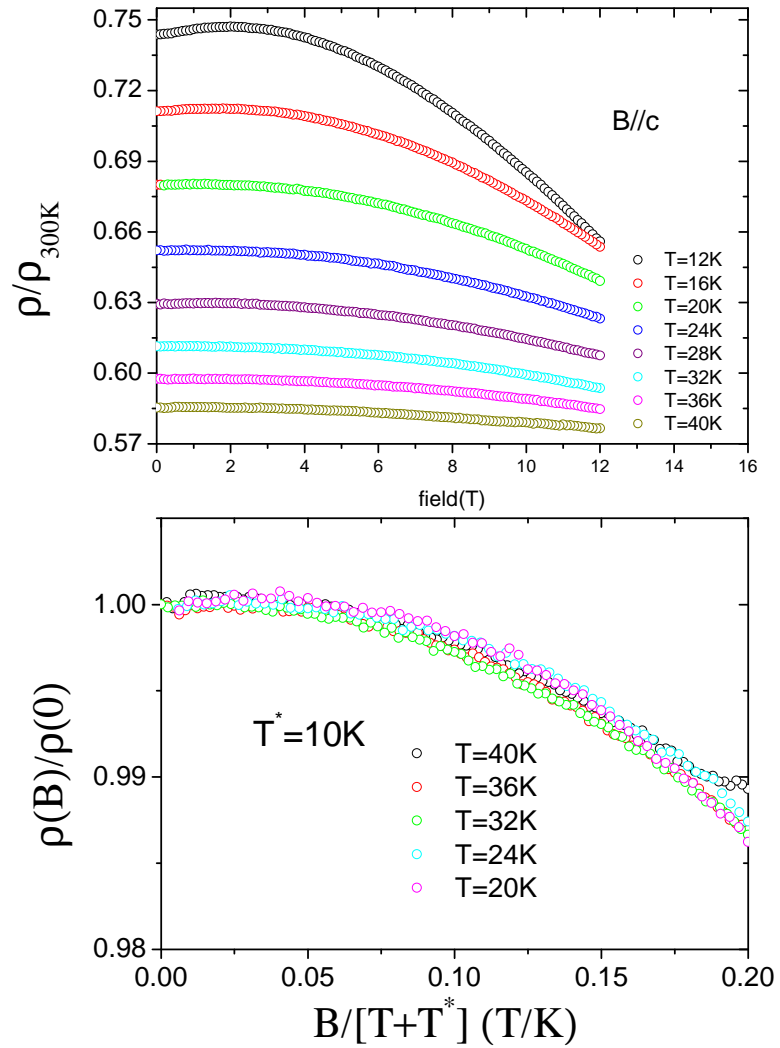 0.75
0.72
0.69
0.66
0.63
0.60
0.57
ρ/ρ300K
B//c
T=12K
T=16K
T=20K
T=24K
T=28K
T=32K
T=36K
T=40K
0 2 4 6 8 10 12 14 16
field(T)
1.00
0.99
0.98
ρ(B)/ρ(0)
T*=10K
T=40K
T=36K
T=32K
T=24K
T=20K
0.00 0.05 0.10 0.15 0.20
B/[T+T*] (T/K)